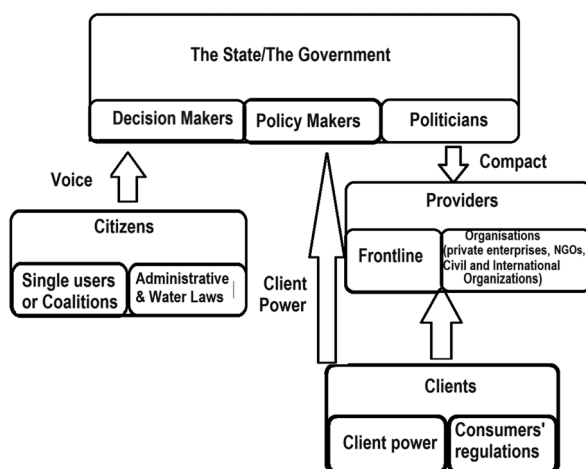 The State/The Government
Decision Makers
Policy Makers
Politicians
Voice
Compact
Citizens
Providers
Single users
or Coalitions
Administrative
& Water Laws
Client
Power
Frontline
Organisations
(private enterprises, NGOs,
Civil and International
Organizations)
Clients
Client power
Consumers'
regulations